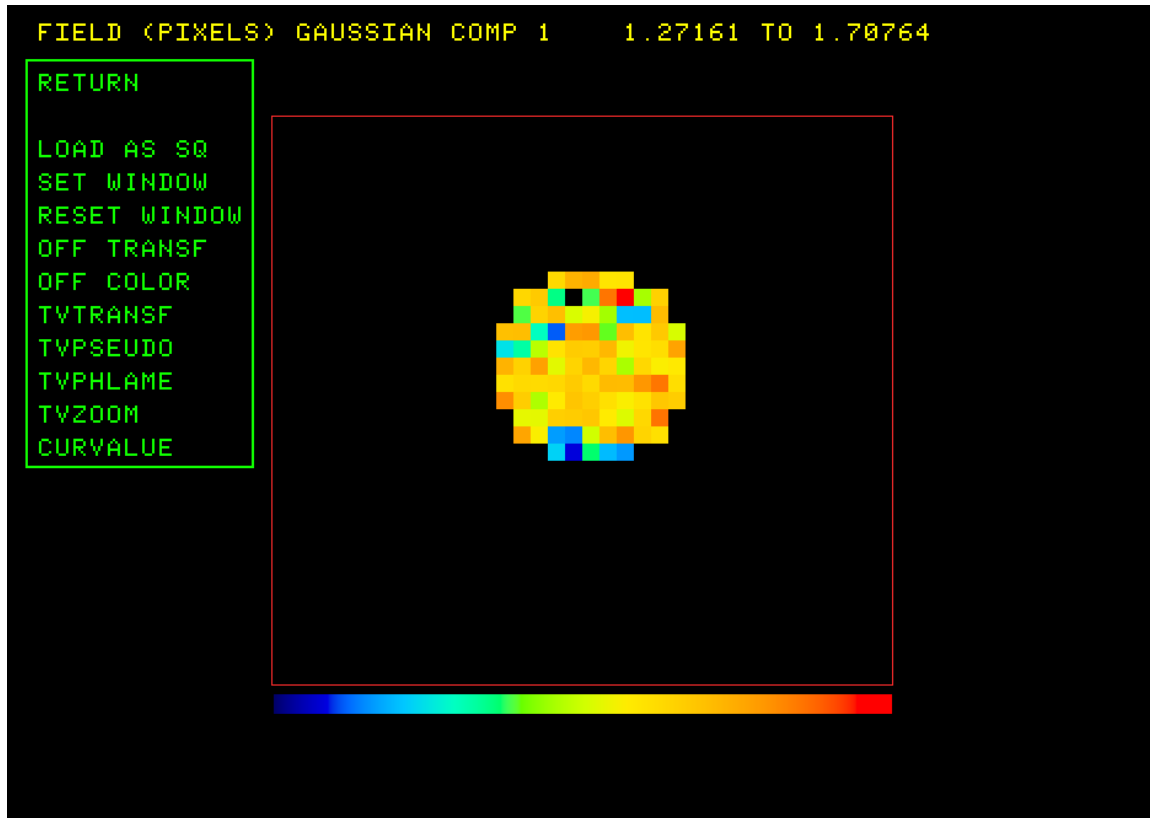 FIELD (PIXELS) GAUSSIAN COMP 1 1.27161 TO 1.70764
RETURN
LOAD AS SQ
SET WINDOW
RESET WINDOW
OFF TRANSF
OFF COLOR
TVTRANSF
TVPSEUDO
TVPHLAME
TVZOOM
CURVALUE